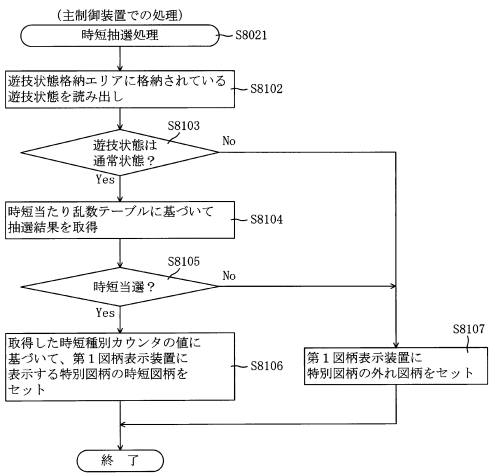 (主制御装置での処理)
時短抽選処理
S8021
遊技状態格納エリアに格納されている
遊技状態を読み出し
S8102
S8103
遊技状態は
通常状態？
No
Yes
時短当たり乱数テーブルに基づいて
抽選結果を取得
S8104
S8105
時短当選？
No
Yes
取得した時短種別カウンタの値に
基づいて、第１図柄表示装置に
表示する特別図柄の時短図柄を
セット
S8106
S8107
第１図柄表示装置に
特別図柄の外れ図柄をセット
終 了